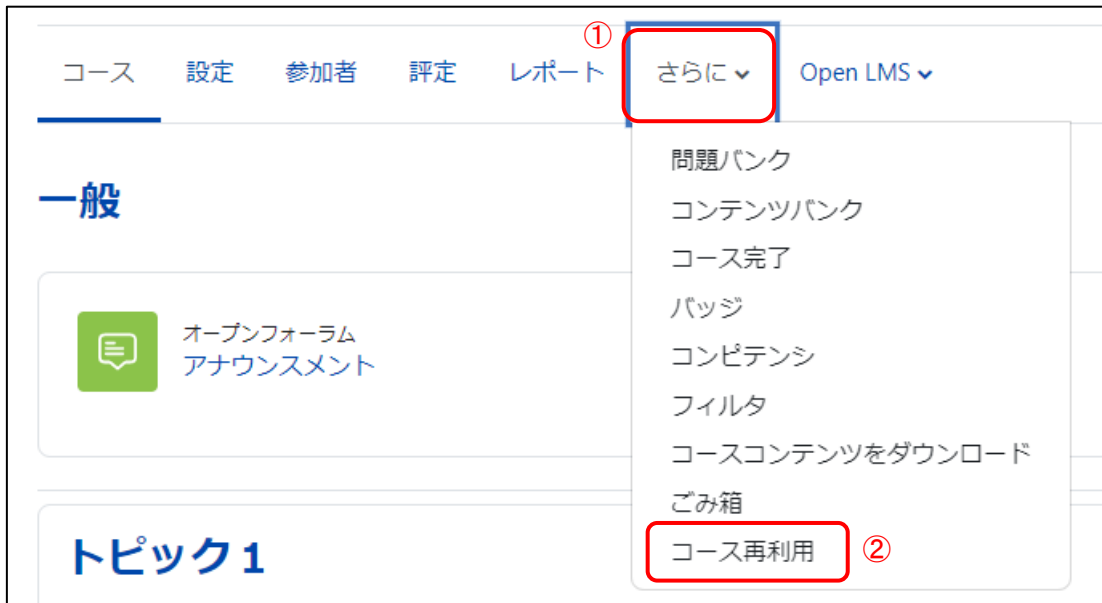 ①
コース 設定 参加者 評定 レポート さらに Open LMS
問題バンク
コンテンツバンク
コース完了
バッジ
コンピテンシ
フィルタ
コースコンテンツをダウンロード
ごみ箱
コース再利用 ②
一般
オープンフォーラム
アナウンスメント
トピック1